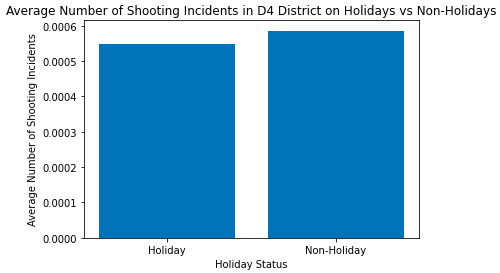 Average Number of Shooting Incidents in D4 District on Holidays vs Non-Holidays
Average Number of Shooting Incidents
0.0006
0.0005
0.0004
0.0003
0.0002
0.0001
0.0000
Holiday
Non-Holiday
Holiday Status